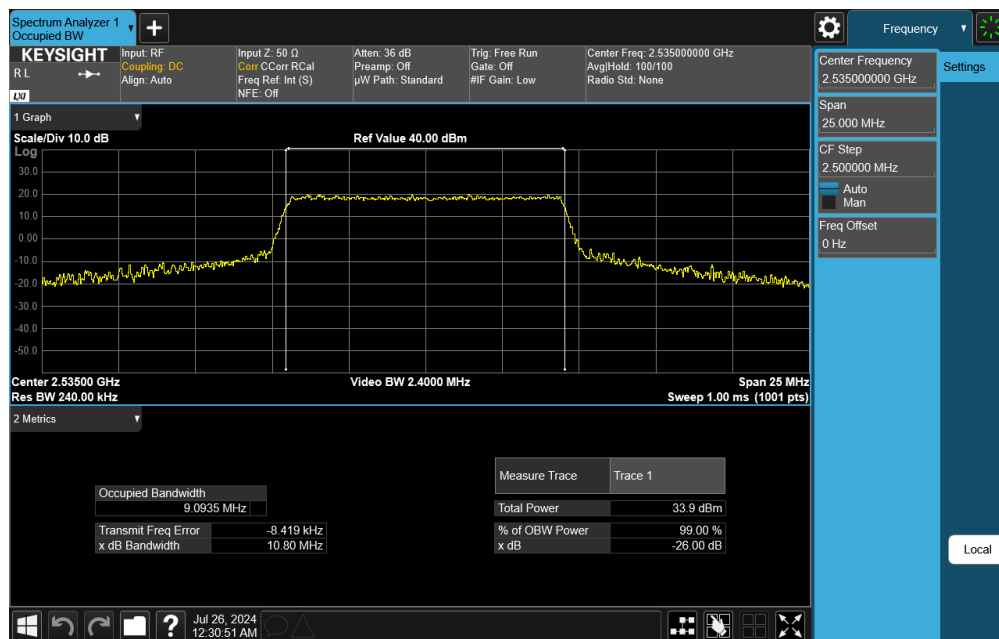 Spectrum Analyzer 1
Occupied BW
Frequency
KEYSIGHT
R L
LXI
Input: RF
Coupling: DC
Align: Auto
Input Z: 50 Ω
Corr CCorr RCal
Freq Ref: Int (S)
NFE: Off
Atten: 36 dB
Preamp: Off
µW Path: Standard
Trig: Free Run
Gate: Off
#IF Gain: Low
Center Freq: 2.535000000 GHz
Avg|Hold: 100/100
Radio Std: None
Center Frequency
2.535000000 GHz
Settings
Span
25.000 MHz
CF Step
2.500000 MHz
Auto
Man
Freq Offset
0 Hz
Local
1 Graph
Scale/Div 10.0 dB
Ref Value 40.00 dBm
Log
30.0
20.0
10.0
0.00
-10.0
-20.0
-30.0
-40.0
-50.0
Center 2.53500 GHz
Video BW 2.4000 MHz
Span 25 MHz
Res BW 240.00 kHz
Sweep 1.00 ms (1001 pts)
2 Metrics
Occupied Bandwidth
9.0935 MHz
Transmit Freq Error -8.419 kHz
x dB Bandwidth 10.80 MHz
Measure Trace Trace 1
Total Power 33.9 dBm
% of OBW Power 99.00 %
x dB -26.00 dB
Jul 26, 2024
12:30:51 AM